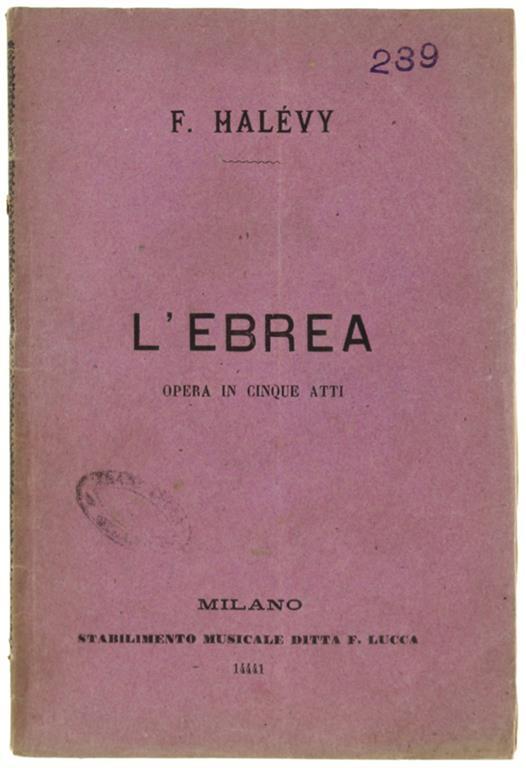 239
F. HALÉVY
L'EBREA
OPERA IN CINQUE ATTI
MILANO
STABILIMENTO MUSICALE DITTA F. LUCCA
14441